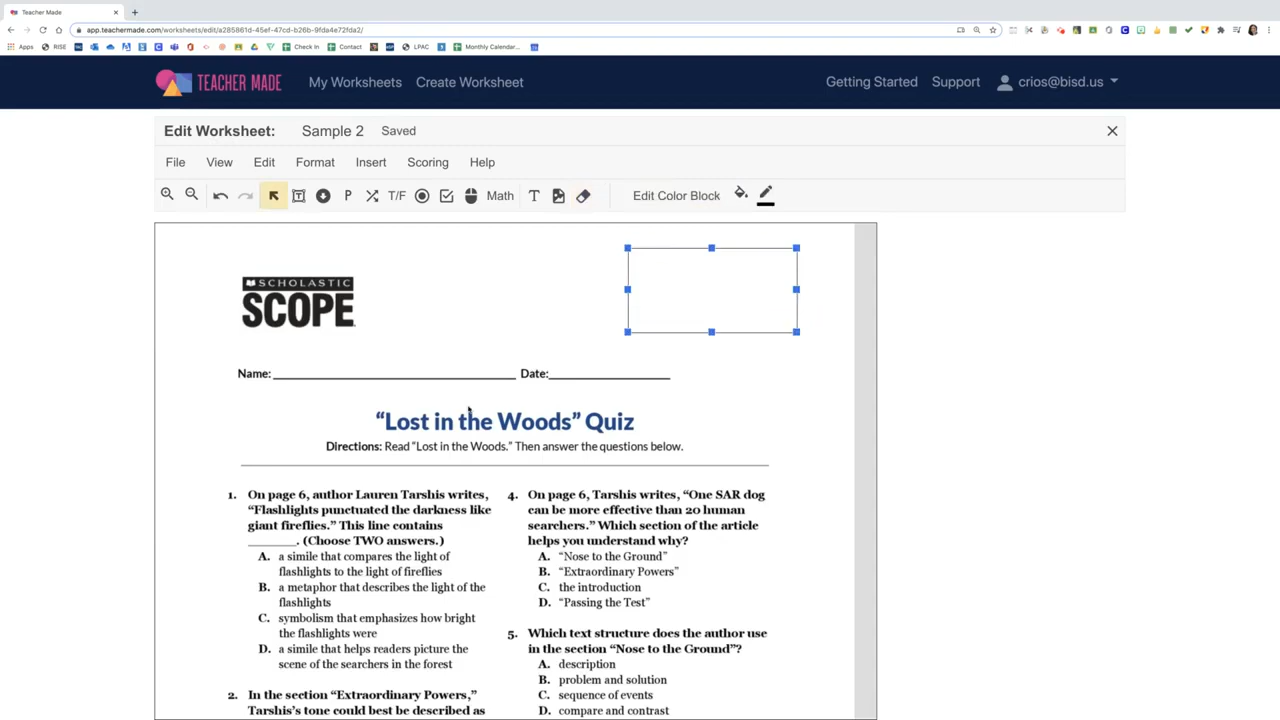 Teacher Made
app.teachermade.com/worksheets/edit/a285861d-45ef-47cd-b26b-9fda4e72fda2/
Apps RISE Check In Contact LPAC Monthly Calendar...
TEACHER MADE My Worksheets Create Worksheet Getting Started Support crios@bisd.us
Edit Worksheet: Sample 2 Saved
File View Edit Format Insert Scoring Help
P T/F Math T Edit Color Block
SCHOLASTIC
SCOPE
Name: Date:
“Lost in the Woods” Quiz
Directions: Read “Lost in the Woods.” Then answer the questions below.
1. On page 6, author Lauren Tarshis writes,
“Flashlights punctuated the darkness like
giant fireflies.” This line contains
_______. (Choose TWO answers.)
A. a simile that compares the light of
flashlights to the light of fireflies
B. a metaphor that describes the light of the
flashlights
C. symbolism that emphasizes how bright
the flashlights were
D. a simile that helps readers picture the
scene of the searchers in the forest
2. In the section “Extraordinary Powers,”
Tarshis’s tone could best be described as
4. On page 6, Tarshis writes, “One SAR dog
can be more effective than 20 human
searchers.” Which section of the article
helps you understand why?
A. “Nose to the Ground”
B. “Extraordinary Powers”
C. the introduction
D. “Passing the Test”
5. Which text structure does the author use
in the section “Nose to the Ground”?
A. description
B. problem and solution
C. sequence of events
D. compare and contrast